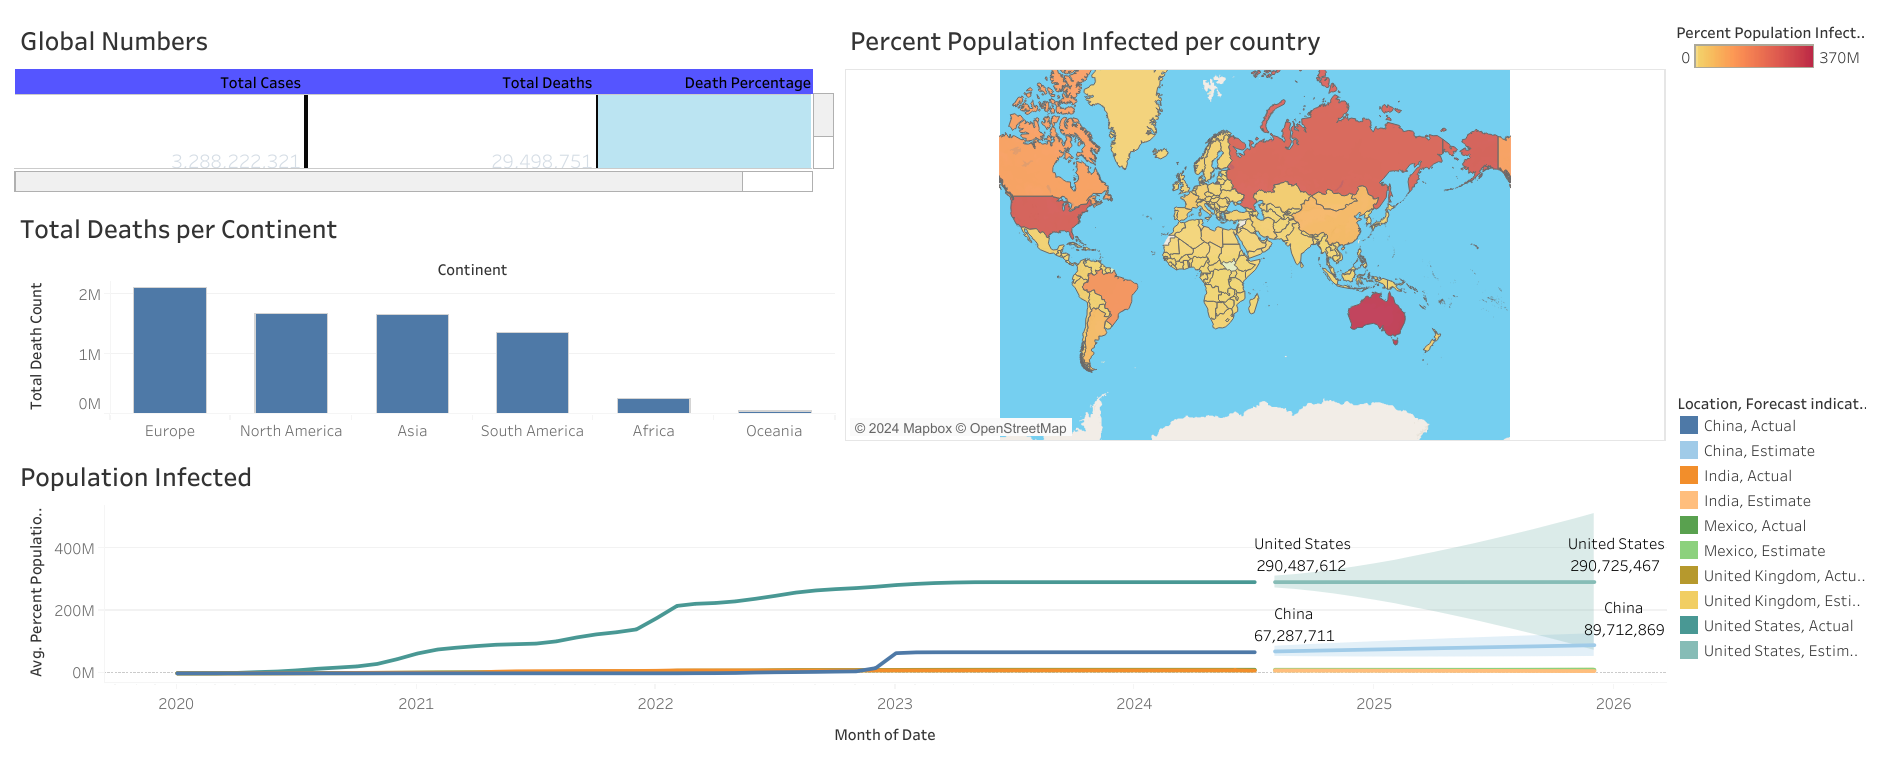 Global Numbers
Total Cases Total Deaths Death Percentage
3,288,222,321 29,498,751
Total Deaths per Continent
Continent
Total Death Count
2M
1M
0M
Europe North America Asia South America Africa Oceania
Percent Population Infected per country
© 2024 Mapbox © OpenStreetMap
Percent Population Infect..
0 370M
Population Infected
Avg. Percent Populatio..
400M
200M
0M
United States
290,487,612
United States
290,725,467
China
67,287,711
China
89,712,869
2020 2021 2022 2023 2024 2025 2026
Month of Date
Location, Forecast indicat..
China, Actual
China, Estimate
India, Actual
India, Estimate
Mexico, Actual
Mexico, Estimate
United Kingdom, Actu..
United Kingdom, Esti..
United States, Actual
United States, Estim..